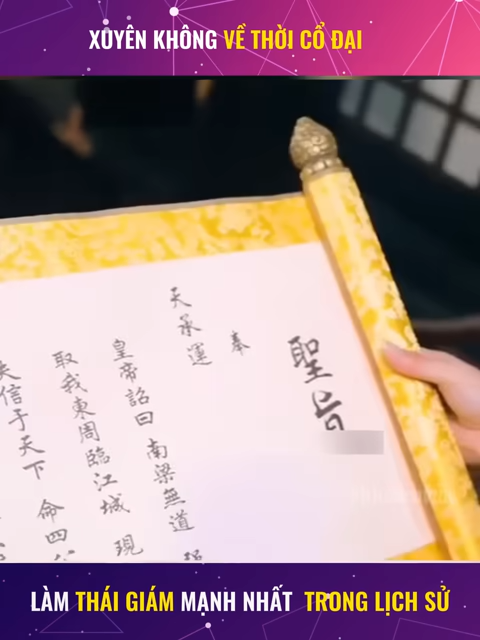 XUYÊN KHÔNG VỀ THỜI CỔ ĐẠI
聖旨
奉
天承運
皇帝詔曰 南梁無道
取我東周臨江城 現
失信于天下 命四
LÀM THÁI GIÁM MẠNH NHẤT TRONG LỊCH SỬ